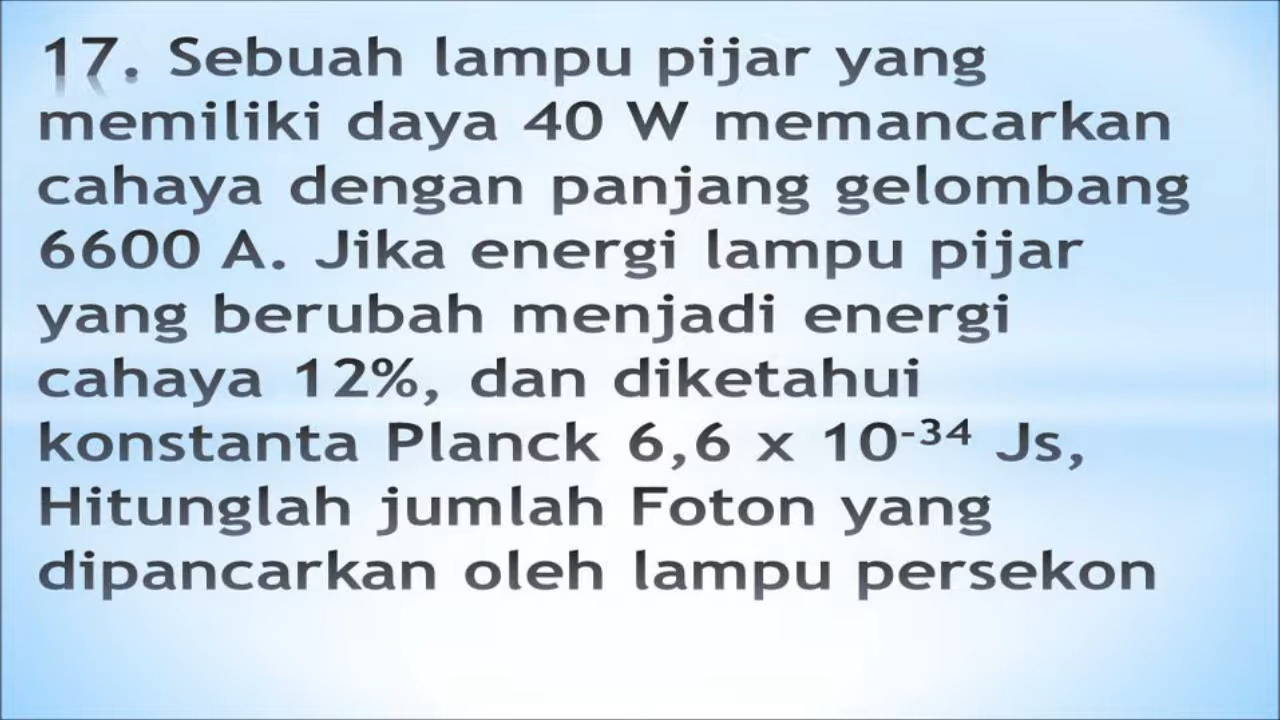 17. Sebuah lampu pijar yang
memiliki daya 40 W memancarkan
cahaya dengan panjang gelombang
6600 A. Jika energi lampu pijar
yang berubah menjadi energi
cahaya 12%, dan diketahui
konstanta Planck 6,6 x 10⁻³⁴ Js,
Hitunglah jumlah Foton yang
dipancarkan oleh lampu persekon